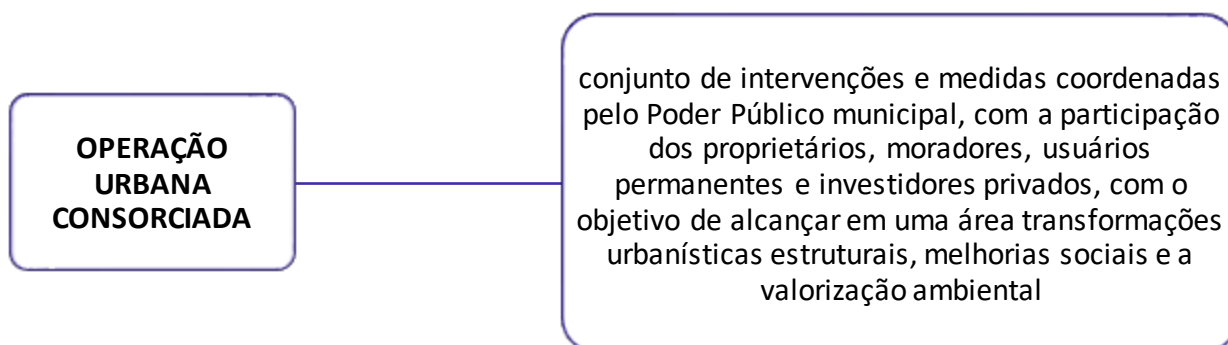 OPERAÇÃO
URBANA
CONSORCIADA
conjunto de intervenções e medidas coordenadas
pelo Poder Público municipal, com a participação
dos proprietários, moradores, usuários
permanentes e investidores privados, com o
objetivo de alcançar em uma área transformações
urbanísticas estruturais, melhorias sociais e a
valorização ambiental